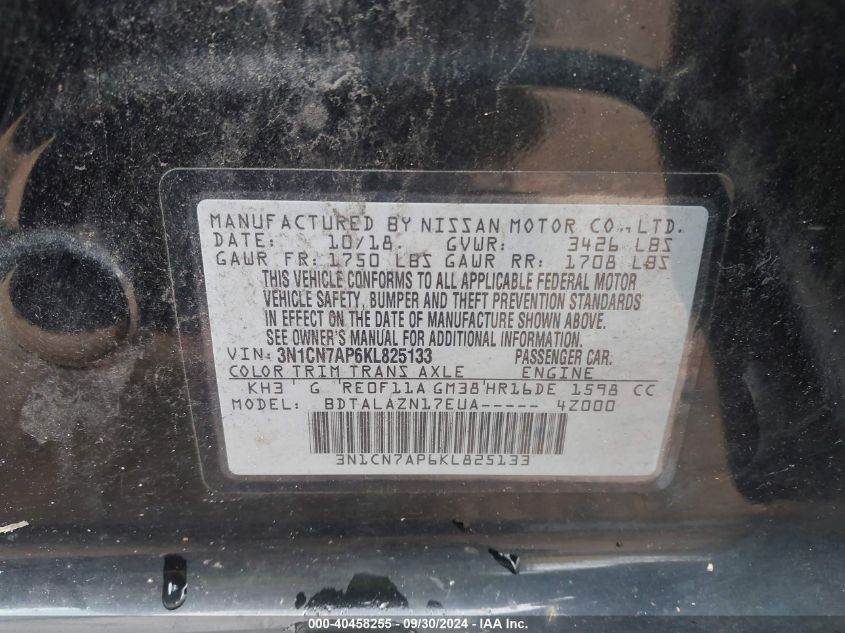 MANUFACTURED BY NISSAN MOTOR CO., LTD.
DATE: 10/18. GVWR: 3426 LBS
GAWR FR: 1750 LBS GAWR RR: 1708 LBS
THIS VEHICLE CONFORMS TO ALL APPLICABLE FEDERAL MOTOR
VEHICLE SAFETY, BUMPER AND THEFT PREVENTION STANDARDS
IN EFFECT ON THE DATE OF MANUFACTURE SHOWN ABOVE.
SEE OWNER'S MANUAL FOR ADDITIONAL INFORMATION.
VIN: 3N1CN7AP6KL825133 PASSENGER CAR.
COLOR TRIM TRANS AXLE ENGINE
KH3 G RE0F11A GM38 HR16DE 1598 CC
MODEL: BDTALAZN17EUA----- 4Z000
3N1CN7AP6KL825133
000-40458255 - 09/30/2024 - IAA Inc.